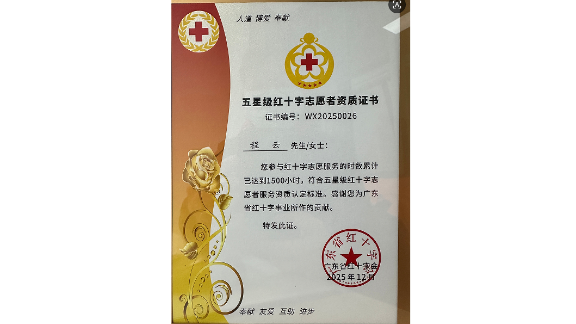 人道 博爱 奉献
五星级红十字志愿者资质证书
证书编号：WX20250026
云 先生/女士：
您参与红十字志愿服务的时数累计
已达到1500小时，符合五星级红十字志
愿者服务资质认定标准。感谢您为广东
省红十字事业所作的贡献。
特发此证。
广东省红十字会
2025年12月
奉献 友爱 互助 进步